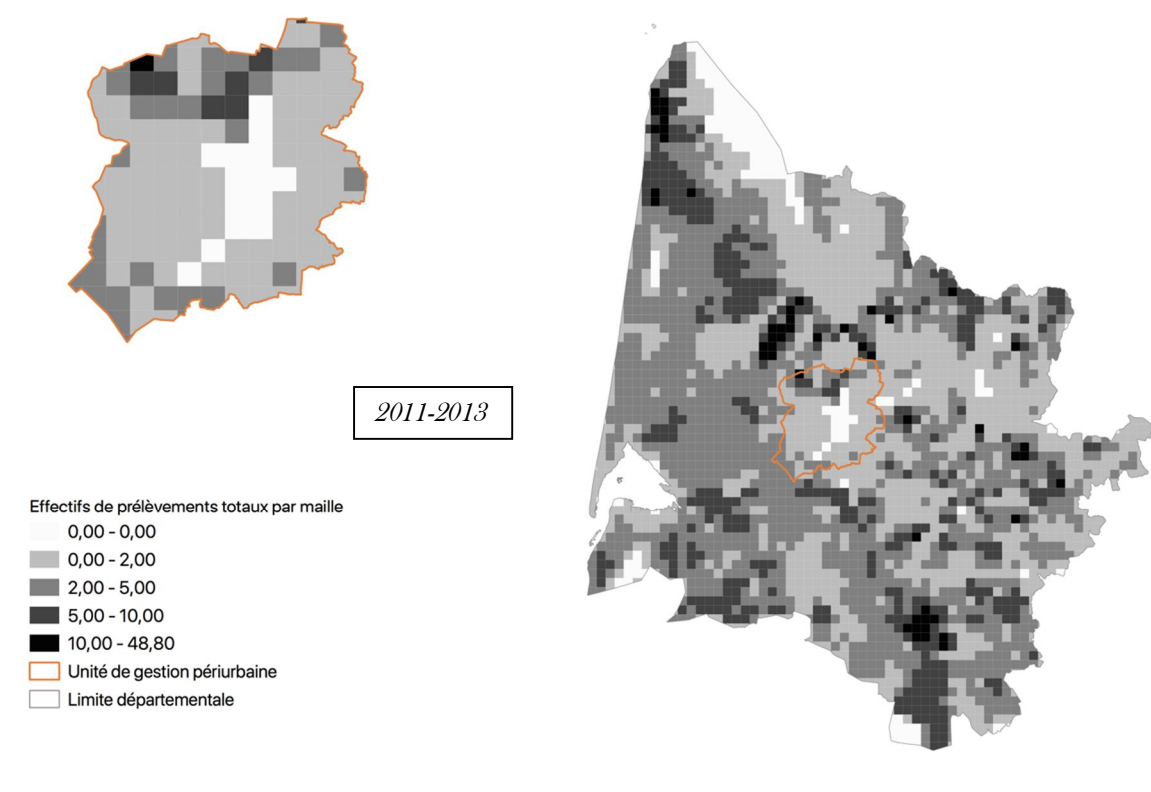 2011-2013
Effectifs de prélèvements totaux par maille
0,00 - 0,00
0,00 - 2,00
2,00 - 5,00
5,00 - 10,00
10,00 - 48,80
Unité de gestion périurbaine
Limite départementale